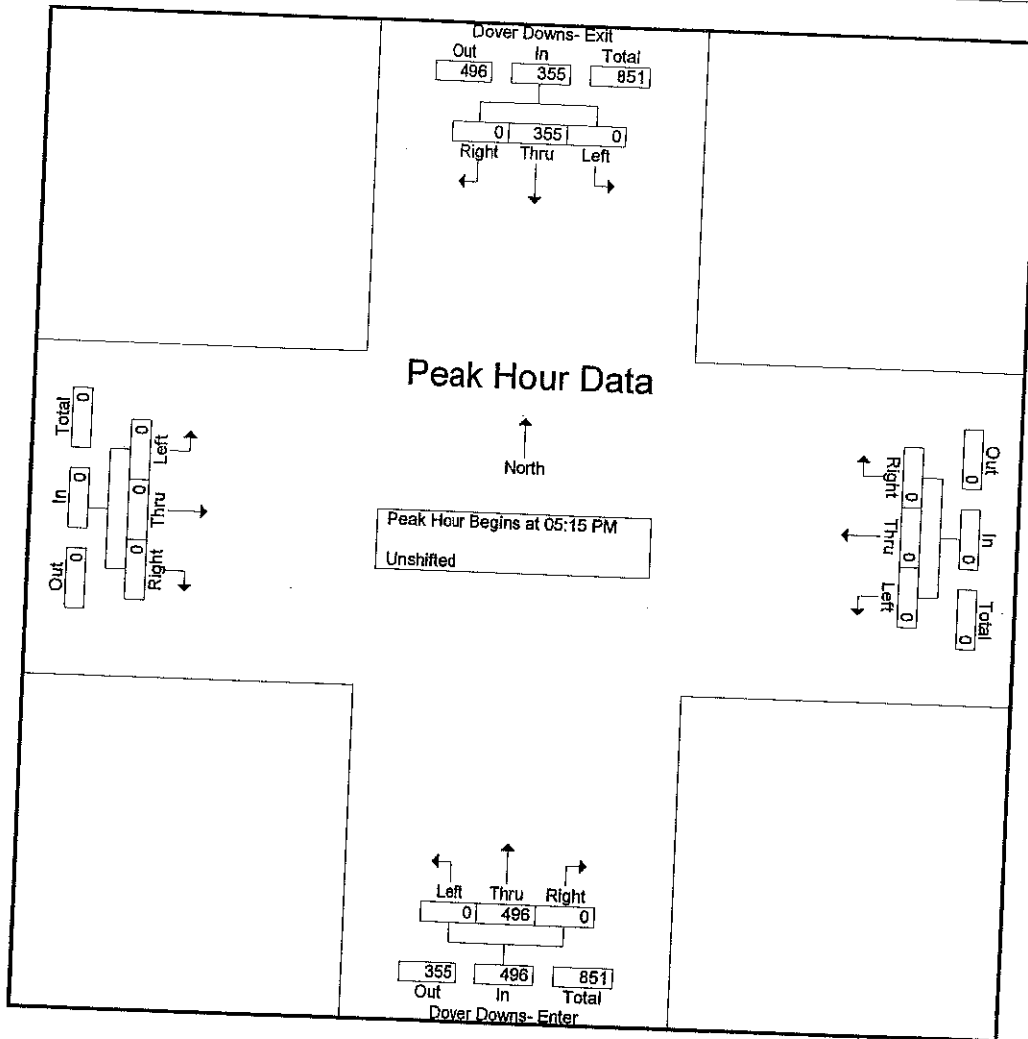 Dover Downs- Exit
Out In Total
496 355 851
0 355 0
Right Thru Left
Peak Hour Data
North
Peak Hour Begins at 05:15 PM
Unshifted
Total In Out
0 0 0
0 0 0
Left Thru Right
Out In Total
0 0 0
0 0 0
Right Thru Left
Left Thru Right
0 496 0
355 496 851
Out In Total
Dover Downs- Enter